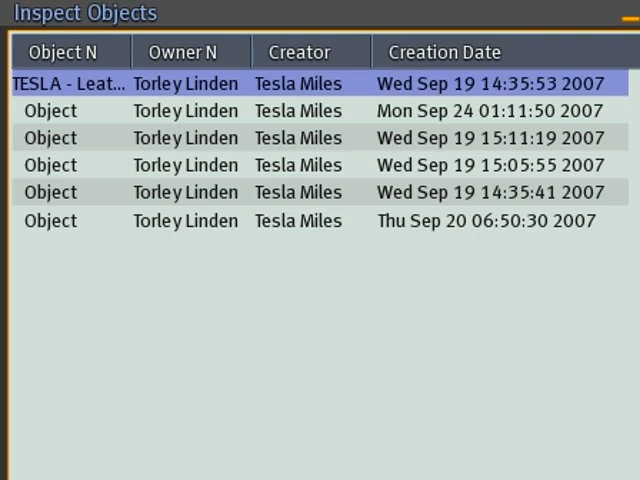 Inspect Objects
Object N Owner N Creator Creation Date
TESLA - Leat... Torley Linden Tesla Miles Wed Sep 19 14:35:53 2007
Object Torley Linden Tesla Miles Mon Sep 24 01:11:50 2007
Object Torley Linden Tesla Miles Wed Sep 19 15:11:19 2007
Object Torley Linden Tesla Miles Wed Sep 19 15:05:55 2007
Object Torley Linden Tesla Miles Wed Sep 19 14:35:41 2007
Object Torley Linden Tesla Miles Thu Sep 20 06:50:30 2007